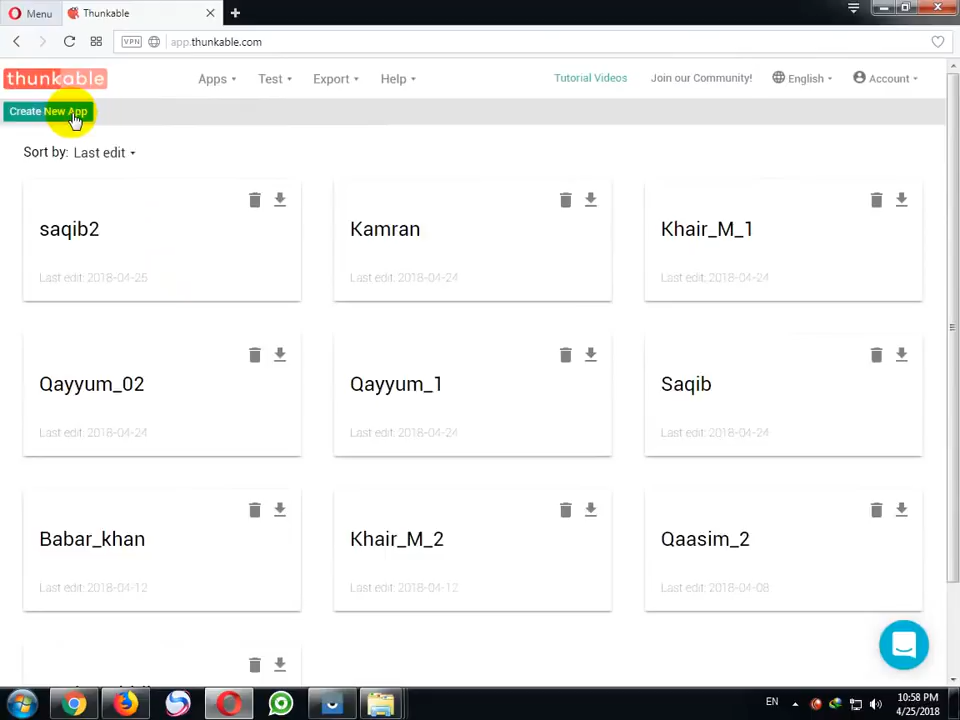 Menu Thunkable
VPN app.thunkable.com
thunkable Apps Test Export Help Tutorial Videos Join our Community! English Account
Create New App
Sort by: Last edit
saqib2 Kamran Khair_M_1
Last edit: 2018-04-25 Last edit: 2018-04-24 Last edit: 2018-04-24
Qayyum_02 Qayyum_1 Saqib
Last edit: 2018-04-24 Last edit: 2018-04-24 Last edit: 2018-04-24
Babar_khan Khair_M_2 Qaasim_2
Last edit: 2018-04-12 Last edit: 2018-04-12 Last edit: 2018-04-08
EN 10:58 PM
4/25/2018